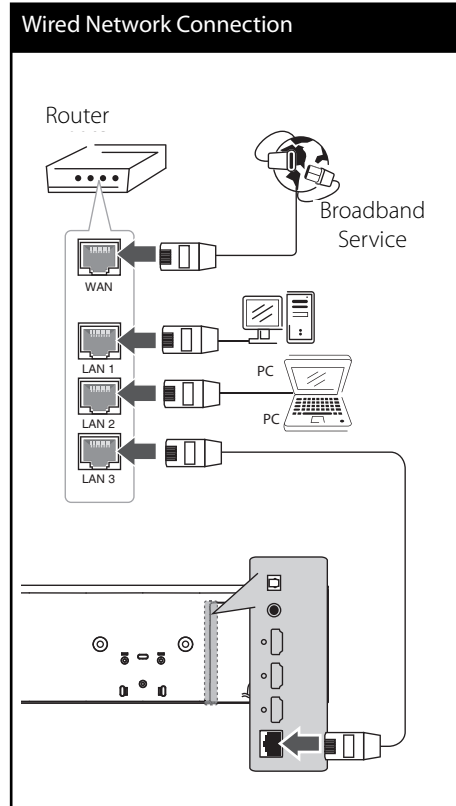 Wired Network Connection
Router
Broadband
Service
WAN
LAN 1
PC
LAN 2
PC
LAN 3